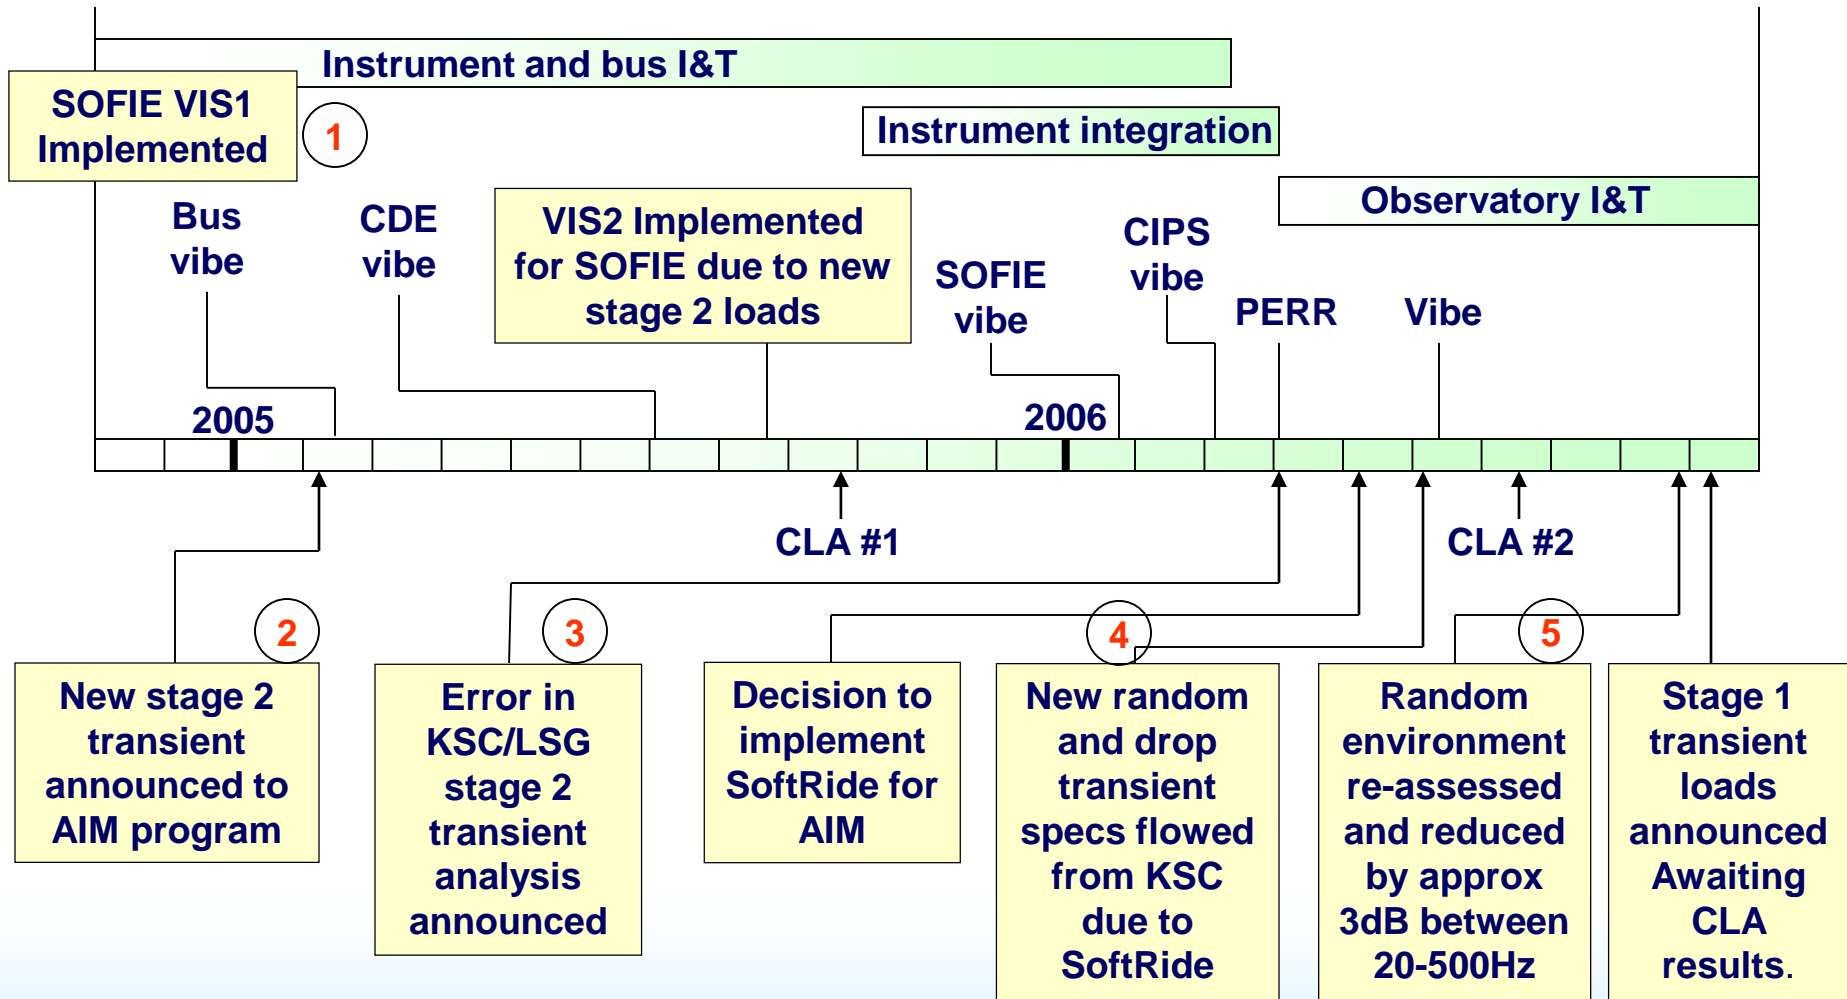 Instrument and bus I&T
SOFIE VIS1
Implemented
1
Instrument integration
Observatory I&T
Bus
vibe
CDE
vibe
VIS2 Implemented
for SOFIE due to new
stage 2 loads
SOFIE
vibe
CIPS
vibe
PERR
Vibe
2005
2006
CLA #1
CLA #2
2
3
4
5
New stage 2
transient
announced to
AIM program
Error in
KSC/LSG
stage 2
transient
analysis
announced
Decision to
implement
SoftRide for
AIM
New random
and drop
transient
specs flowed
from KSC
due to
SoftRide
Random
environment
re-assessed
and reduced
by approx
3dB between
20-500Hz
Stage 1
transient
loads
announced
Awaiting
CLA
results.